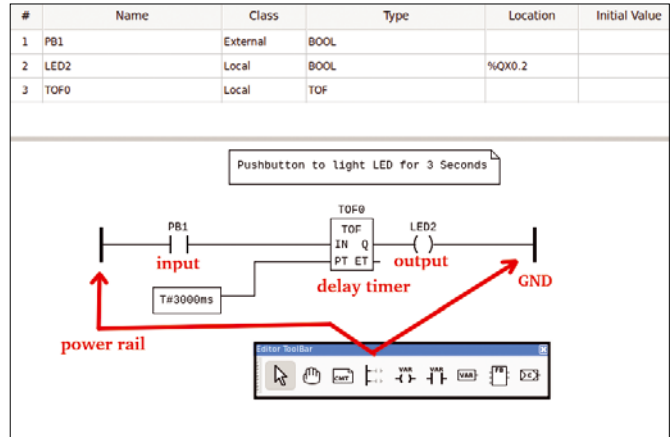 # Name Class Type Location Initial Value
1 PB1 External BOOL
2 LED2 Local BOOL %QX0.2
3 TOF0 Local TOF
Pushbutton to light LED for 3 Seconds
TOF0
PB1 TOF LED2
IN Q
input PT ET output
delay timer GND
T#3000ms
power rail
Editor ToolBar
CMT VAR VAR VAR FB C